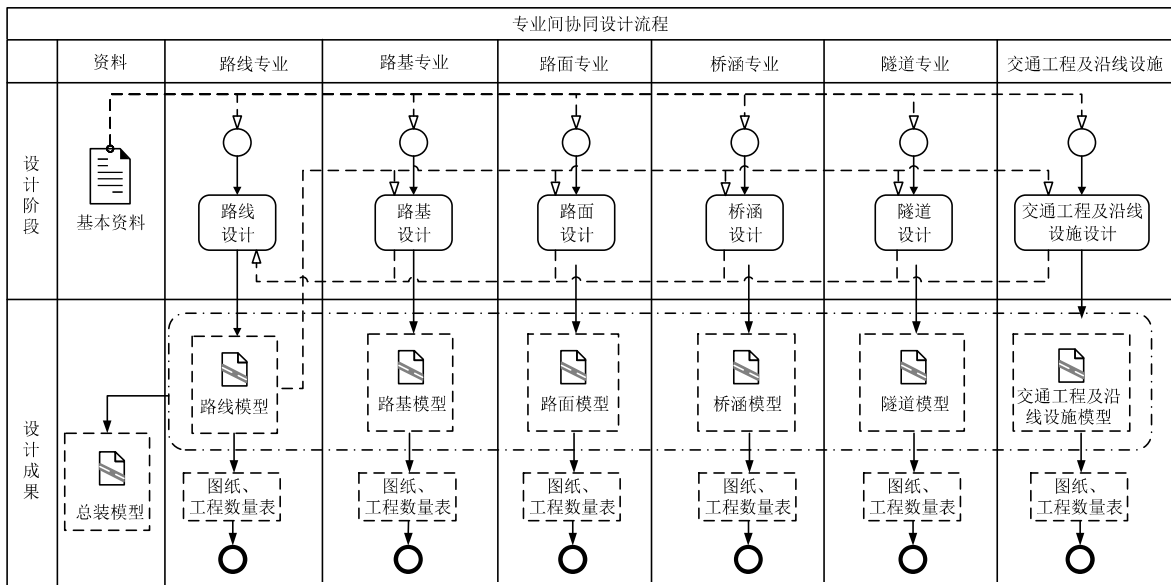 专业间协同设计流程
资料
路线专业
路基专业
路面专业
桥涵专业
隧道专业
交通工程及沿线设施
设计阶段
基本资料
路线
设计
路基
设计
路面
设计
桥涵
设计
隧道
设计
交通工程及沿线
设施设计
设计成果
路线模型
路基模型
路面模型
桥涵模型
隧道模型
交通工程及沿
线设施模型
总装模型
图纸、
工程数量表
图纸、
工程数量表
图纸、
工程数量表
图纸、
工程数量表
图纸、
工程数量表
图纸、
工程数量表